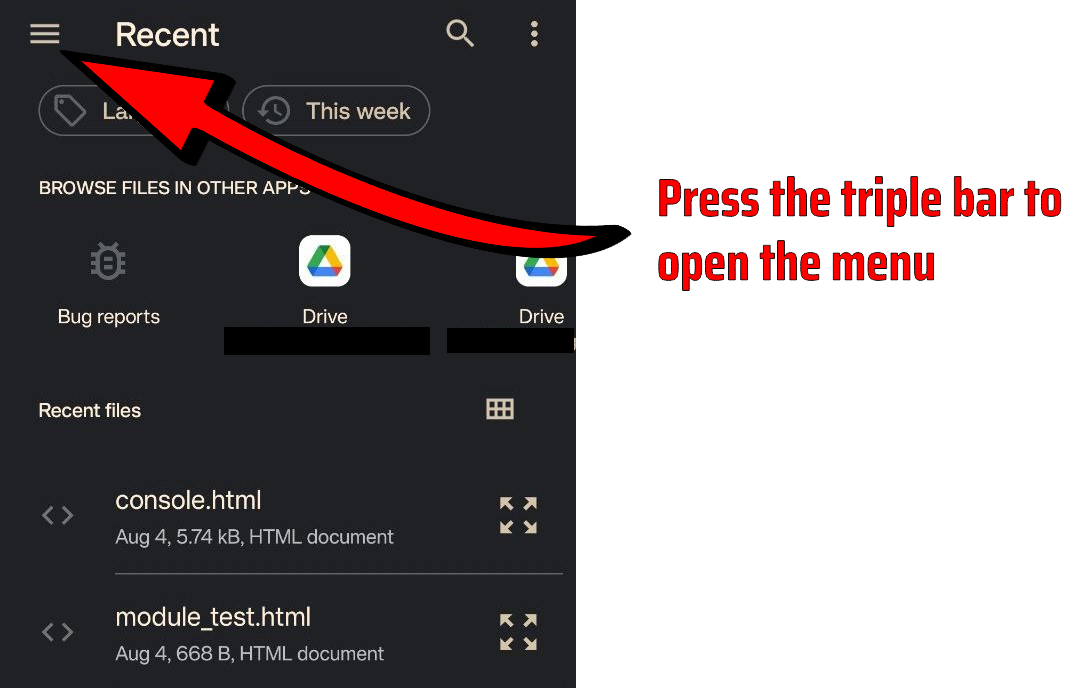 Recent
This week
BROWSE FILES IN OTHER APPS
Bug reports
Drive
Drive
Recent files
console.html
Aug 4, 5.74 kB, HTML document
module_test.html
Aug 4, 668 B, HTML document
Press the triple bar to
open the menu